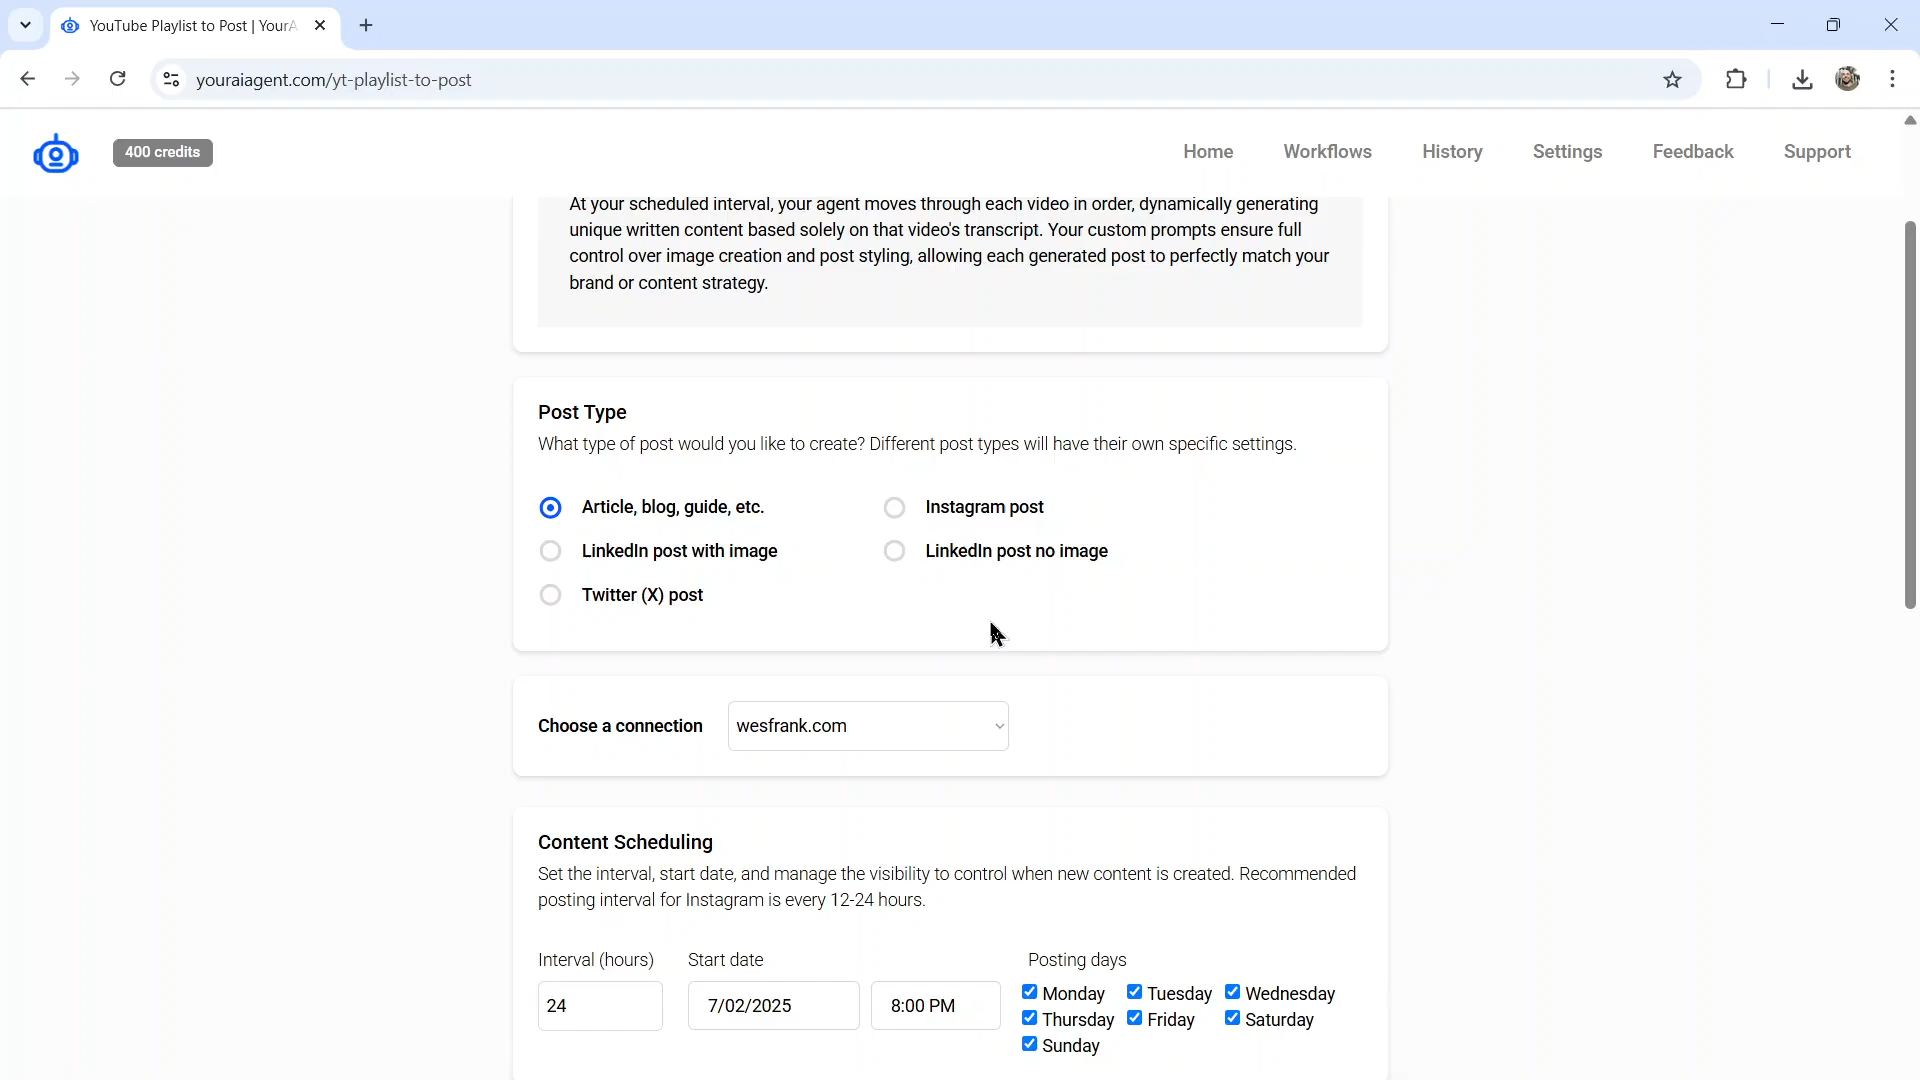 YouTube Playlist to Post | YourA
youraiagent.com/yt-playlist-to-post
400 credits
Home Workflows History Settings Feedback Support
At your scheduled interval, your agent moves through each video in order, dynamically generating
unique written content based solely on that video's transcript. Your custom prompts ensure full
control over image creation and post styling, allowing each generated post to perfectly match your
brand or content strategy.
Post Type
What type of post would you like to create? Different post types will have their own specific settings.
Article, blog, guide, etc. Instagram post
LinkedIn post with image LinkedIn post no image
Twitter (X) post
Choose a connection wesfrank.com
Content Scheduling
Set the interval, start date, and manage the visibility to control when new content is created. Recommended
posting interval for Instagram is every 12-24 hours.
Interval (hours) Start date Posting days
24 7/02/2025 8:00 PM
Monday Tuesday Wednesday
Thursday Friday Saturday
Sunday